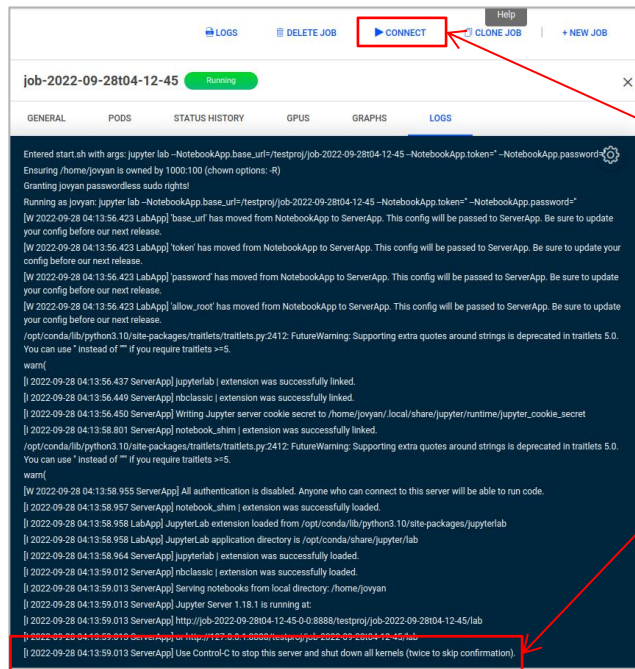 Help
LOGS
DELETE JOB
CONNECT
CLONE JOB
+ NEW JOB
job-2022-09-28t04-12-45 Running
GENERAL PODS STATUS HISTORY GPUS GRAPHS LOGS
Entered start.sh with args: jupyter lab --NotebookApp.base_url=/testproj/job-2022-09-28t04-12-45 --NotebookApp.token='' --NotebookApp.password=
Ensuring /home/jovyan is owned by 1000:100 (chown options: -R)
Granting jovyan passwordless sudo rights!
Running as jovyan: jupyter lab --NotebookApp.base_url=/testproj/job-2022-09-28t04-12-45 --NotebookApp.token='' --NotebookApp.password=''
[W 2022-09-28 04:13:56.423 LabApp] 'base_url' has moved from NotebookApp to ServerApp. This config will be passed to ServerApp. Be sure to update
your config before our next release.
[W 2022-09-28 04:13:56.423 LabApp] 'token' has moved from NotebookApp to ServerApp. This config will be passed to ServerApp. Be sure to update your
config before our next release.
[W 2022-09-28 04:13:56.423 LabApp] 'password' has moved from NotebookApp to ServerApp. This config will be passed to ServerApp. Be sure to update
your config before our next release.
[W 2022-09-28 04:13:56.423 LabApp] 'allow_root' has moved from NotebookApp to ServerApp. This config will be passed to ServerApp. Be sure to update
your config before our next release.
/opt/conda/lib/python3.10/site-packages/traitlets/traitlets.py:2412: FutureWarning: Supporting extra quotes around strings is deprecated in traitlets 5.0.
You can use '' instead of "''" if you require traitlets >=5.
warn(
[I 2022-09-28 04:13:56.437 ServerApp] jupyterlab | extension was successfully linked.
[I 2022-09-28 04:13:56.449 ServerApp] nbclassic | extension was successfully linked.
[I 2022-09-28 04:13:56.450 ServerApp] Writing Jupyter server cookie secret to /home/jovyan/.local/share/jupyter/runtime/jupyter_cookie_secret
[I 2022-09-28 04:13:58.801 ServerApp] notebook_shim | extension was successfully linked.
/opt/conda/lib/python3.10/site-packages/traitlets/traitlets.py:2412: FutureWarning: Supporting extra quotes around strings is deprecated in traitlets 5.0.
You can use '' instead of "''" if you require traitlets >=5.
warn(
[W 2022-09-28 04:13:58.955 ServerApp] All authentication is disabled. Anyone who can connect to this server will be able to run code.
[I 2022-09-28 04:13:58.957 ServerApp] notebook_shim | extension was successfully loaded.
[I 2022-09-28 04:13:58.958 LabApp] JupyterLab extension loaded from /opt/conda/lib/python3.10/site-packages/jupyterlab
[I 2022-09-28 04:13:58.958 LabApp] JupyterLab application directory is /opt/conda/share/jupyter/lab
[I 2022-09-28 04:13:58.964 ServerApp] jupyterlab | extension was successfully loaded.
[I 2022-09-28 04:13:59.012 ServerApp] nbclassic | extension was successfully loaded.
[I 2022-09-28 04:13:59.013 ServerApp] Serving notebooks from local directory: /home/jovyan
[I 2022-09-28 04:13:59.013 ServerApp] Jupyter Server 1.18.1 is running at:
[I 2022-09-28 04:13:59.013 ServerApp] http://job-2022-09-28t04-12-45-0-0:8888/testproj/job-2022-09-28t04-12-45/lab
[I 2022-09-28 04:13:59.013 ServerApp] or http://127.0.0.1:8888/testproj/job-2022-09-28t04-12-45/lab
[I 2022-09-28 04:13:59.013 ServerApp] Use Control-C to stop this server and shut down all kernels (twice to skip confirmation).